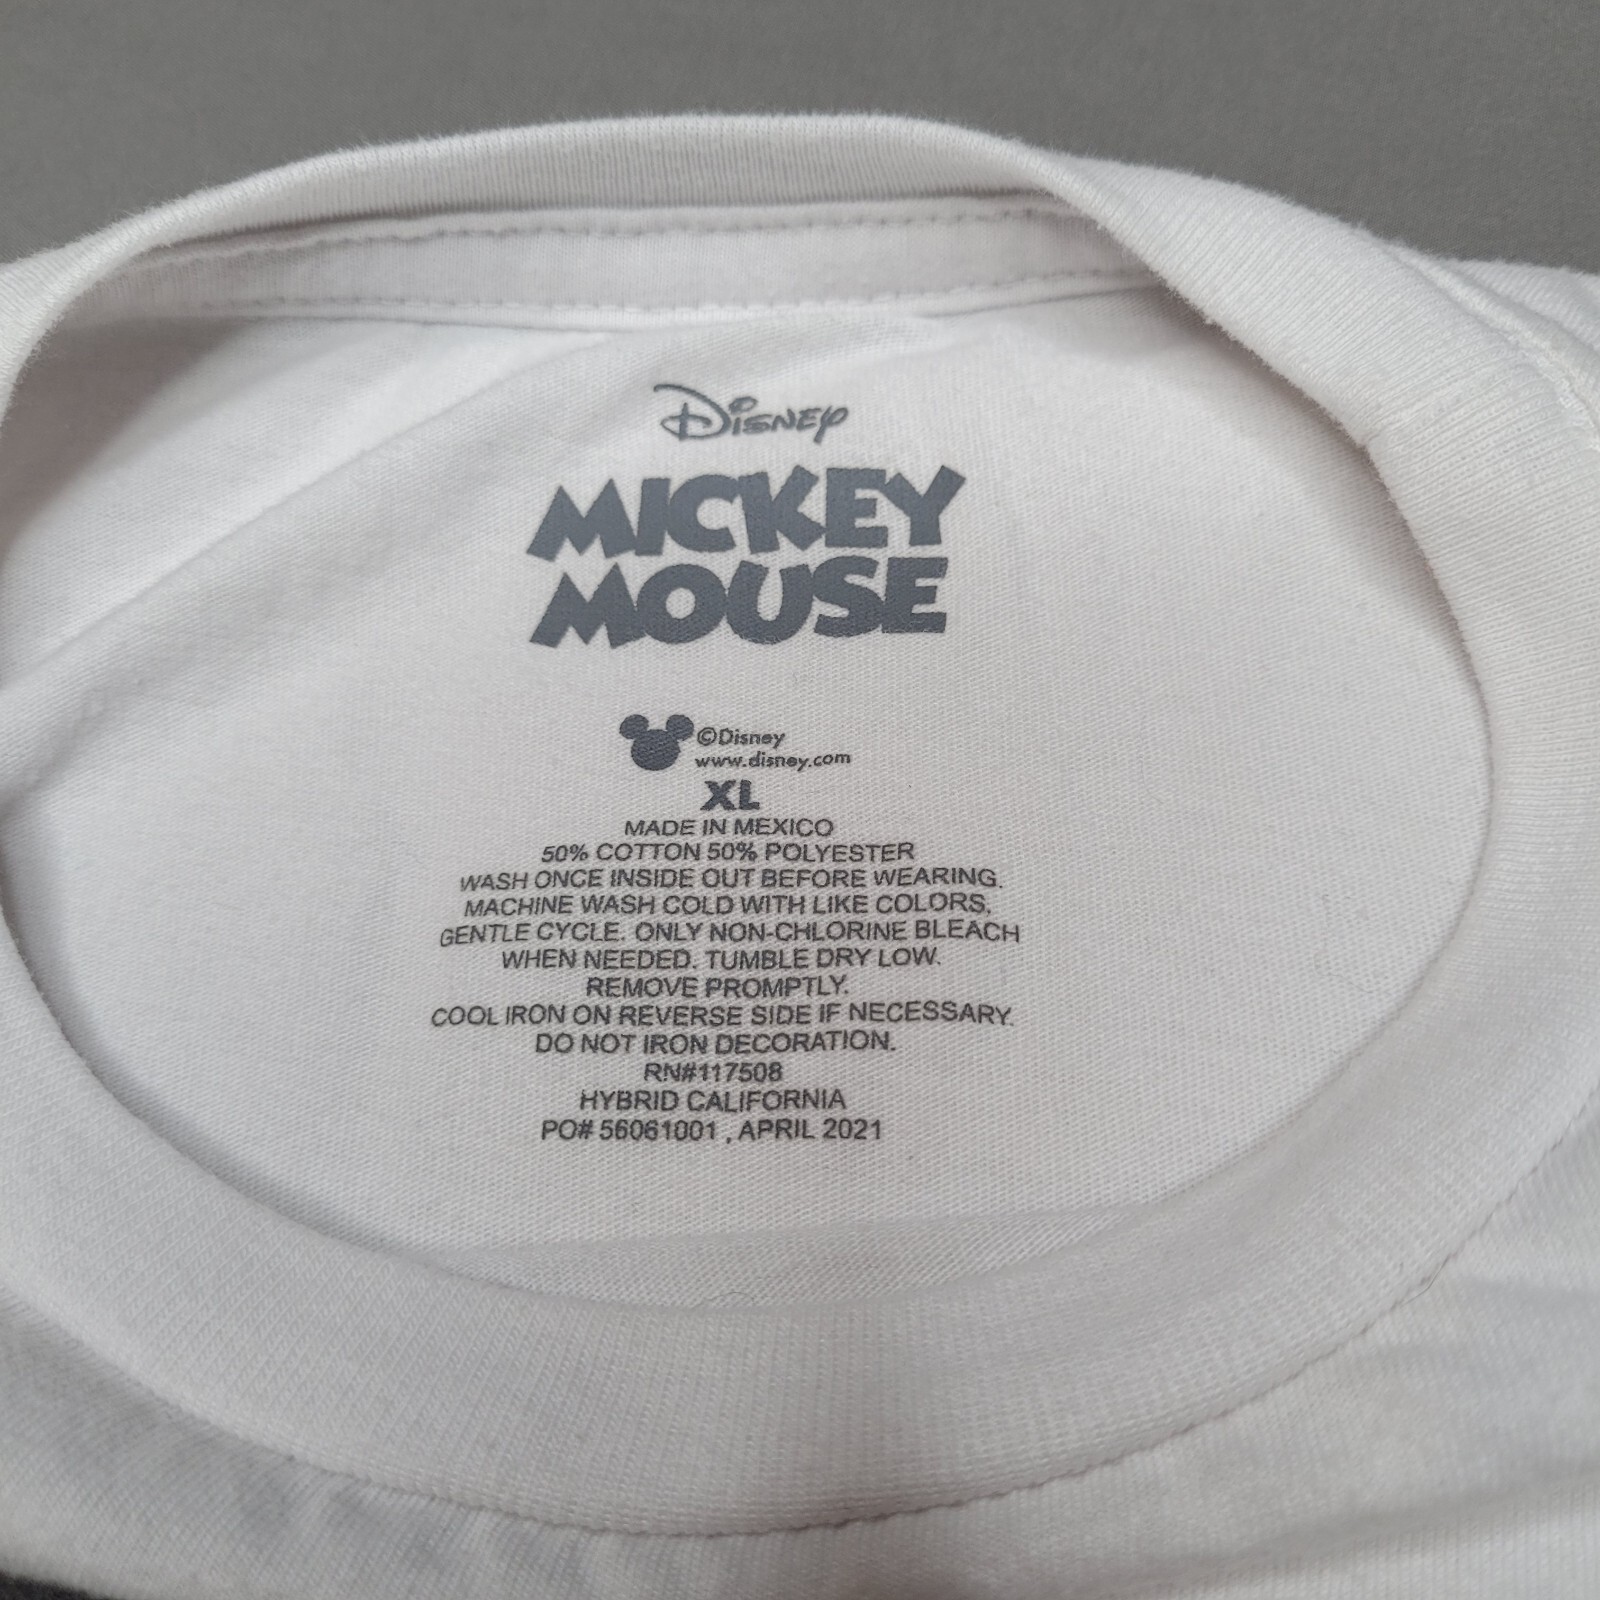 Disney
MICKEY
MOUSE
©Disney
www.disney.com
XL
MADE IN MEXICO
50% COTTON 50% POLYESTER
WASH ONCE INSIDE OUT BEFORE WEARING.
MACHINE WASH COLD WITH LIKE COLORS,
GENTLE CYCLE. ONLY NON-CHLORINE BLEACH
WHEN NEEDED. TUMBLE DRY LOW.
REMOVE PROMPTLY.
COOL IRON ON REVERSE SIDE IF NECESSARY.
DO NOT IRON DECORATION.
RN#117508
HYBRID CALIFORNIA
PO# 56061001 , APRIL 2021